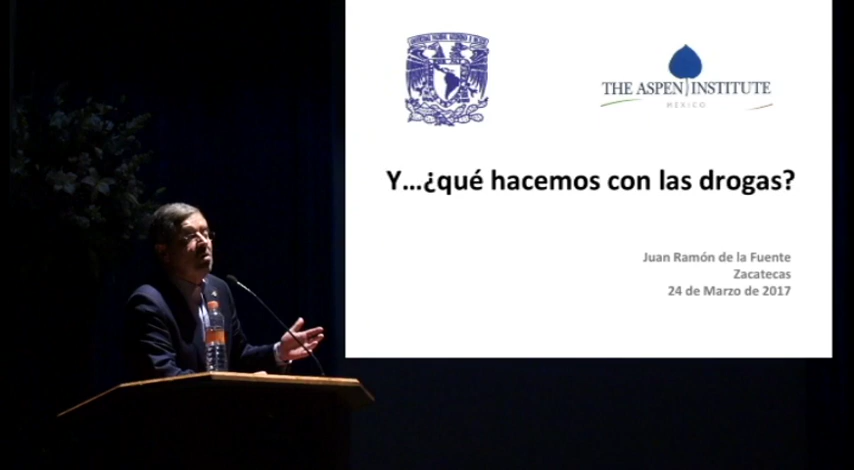 THE ASPEN INSTITUTE
MÉXICO
Y...¿qué hacemos con las drogas?
Juan Ramón de la Fuente
Zacatecas
24 de Marzo de 2017